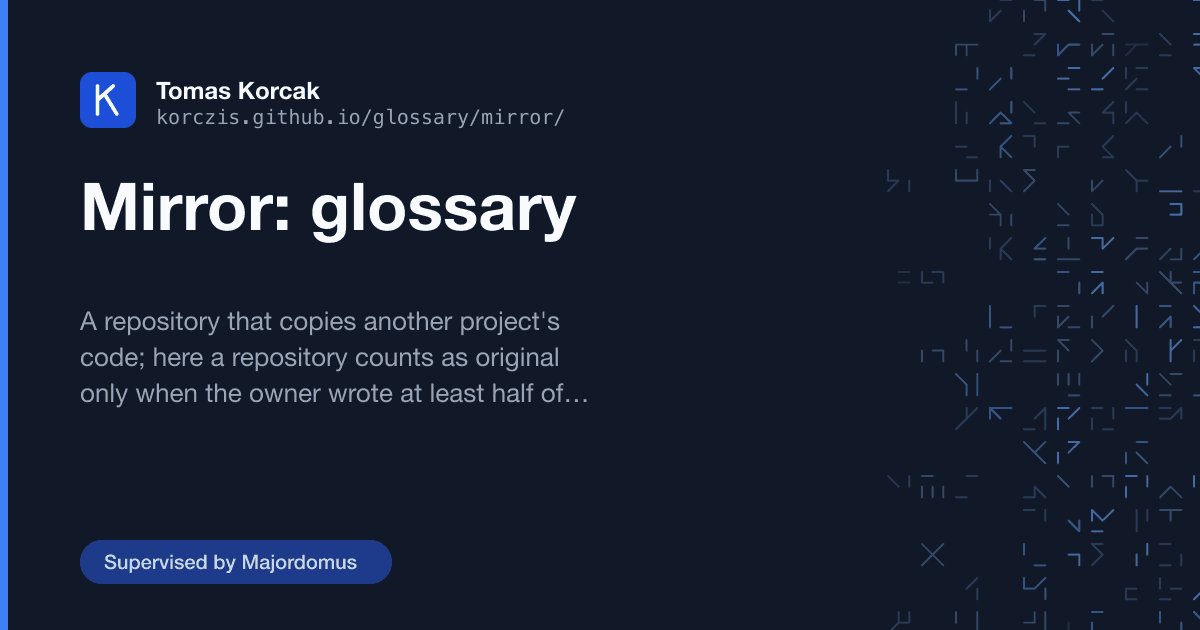 K
Tomas Korcak
korczis.github.io/glossary/mirror/
Mirror: glossary
A repository that copies another project's
code; here a repository counts as original
only when the owner wrote at least half of…
Supervised by Majordomus